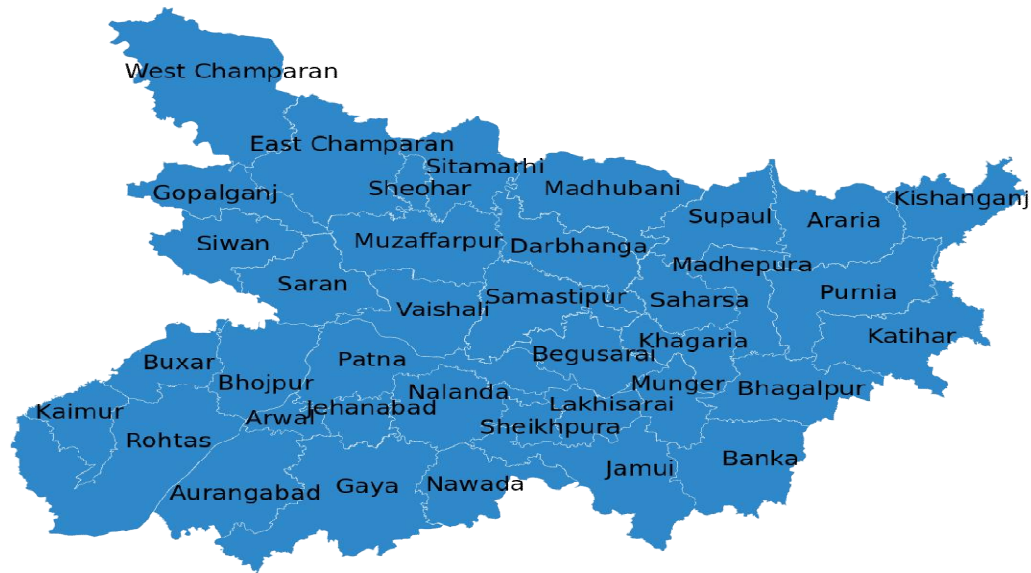 West Champaran
East Champaran
Sitamarhi
Gopalganj
Sheohar
Madhubani
Kishanganj
Supaul
Araria
Siwan
Muzaffarpur
Darbhanga
Madhepura
Saran
Vaishali
Samastipur
Saharsa
Purnia
Katihar
Buxar
Patna
Begusarai
Khagaria
Bhojpur
Nalanda
Munger
Bhagalpur
Kaimur
Arwal
Jehanabad
Lakhisarai
Rohtas
Sheikhpura
Banka
Aurangabad
Gaya
Nawada
Jamui